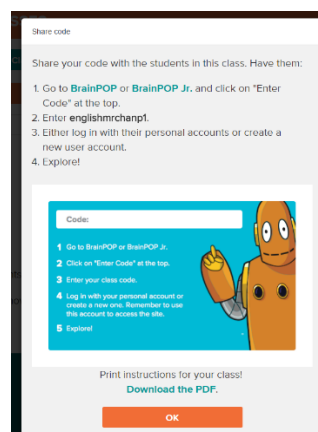 Share code
Share your code with the students in this class. Have them:
1. Go to BrainPOP or BrainPOP Jr. and click on "Enter
Code" at the top.
2. Enter englishmrchanp1.
3. Either log in with their personal accounts or create a
new user account.
4. Explore!
Code:
1 Go to BrainPOP or BrainPOP Jr.
2 Click on "Enter Code" at the top.
3 Enter your class code.
4 Log in with your personal account or
create a new one. Remember to use
this account to access the site.
5 Explore!
Print instructions for your class!
Download the PDF.
OK